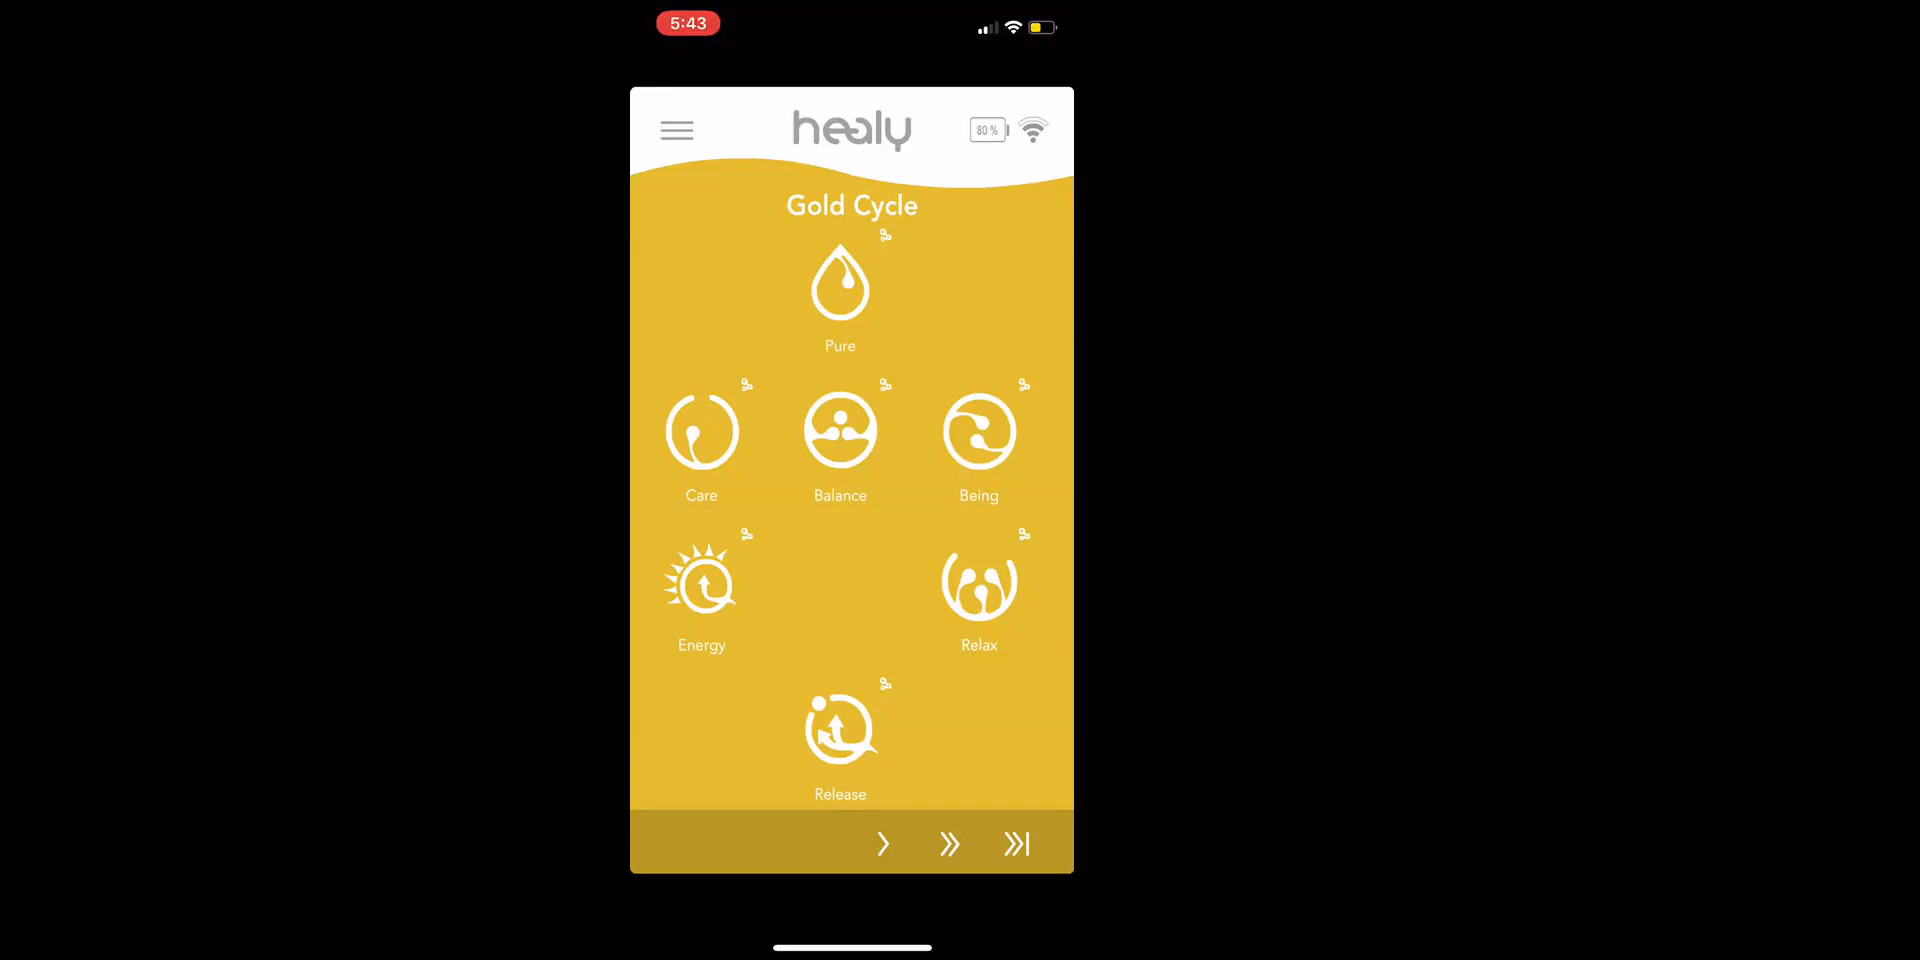 5:43
healy
80 %
Gold Cycle
Pure
Care
Balance
Being
Energy
Relax
Release